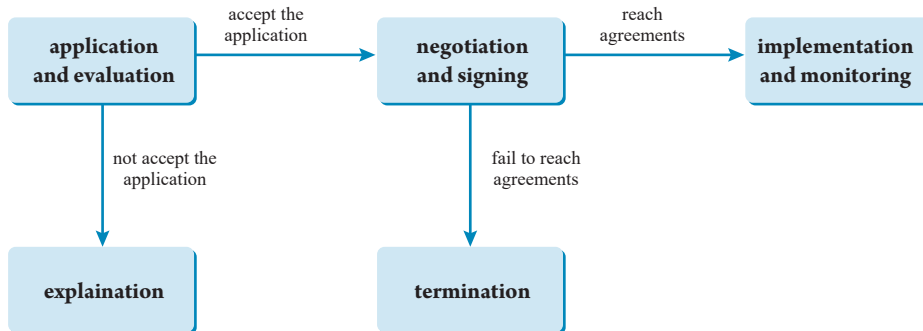 application
and evaluation
accept the
application
negotiation
and signing
reach
agreements
implementation
and monitoring
not accept the
application
fail to reach
agreements
explaination
termination